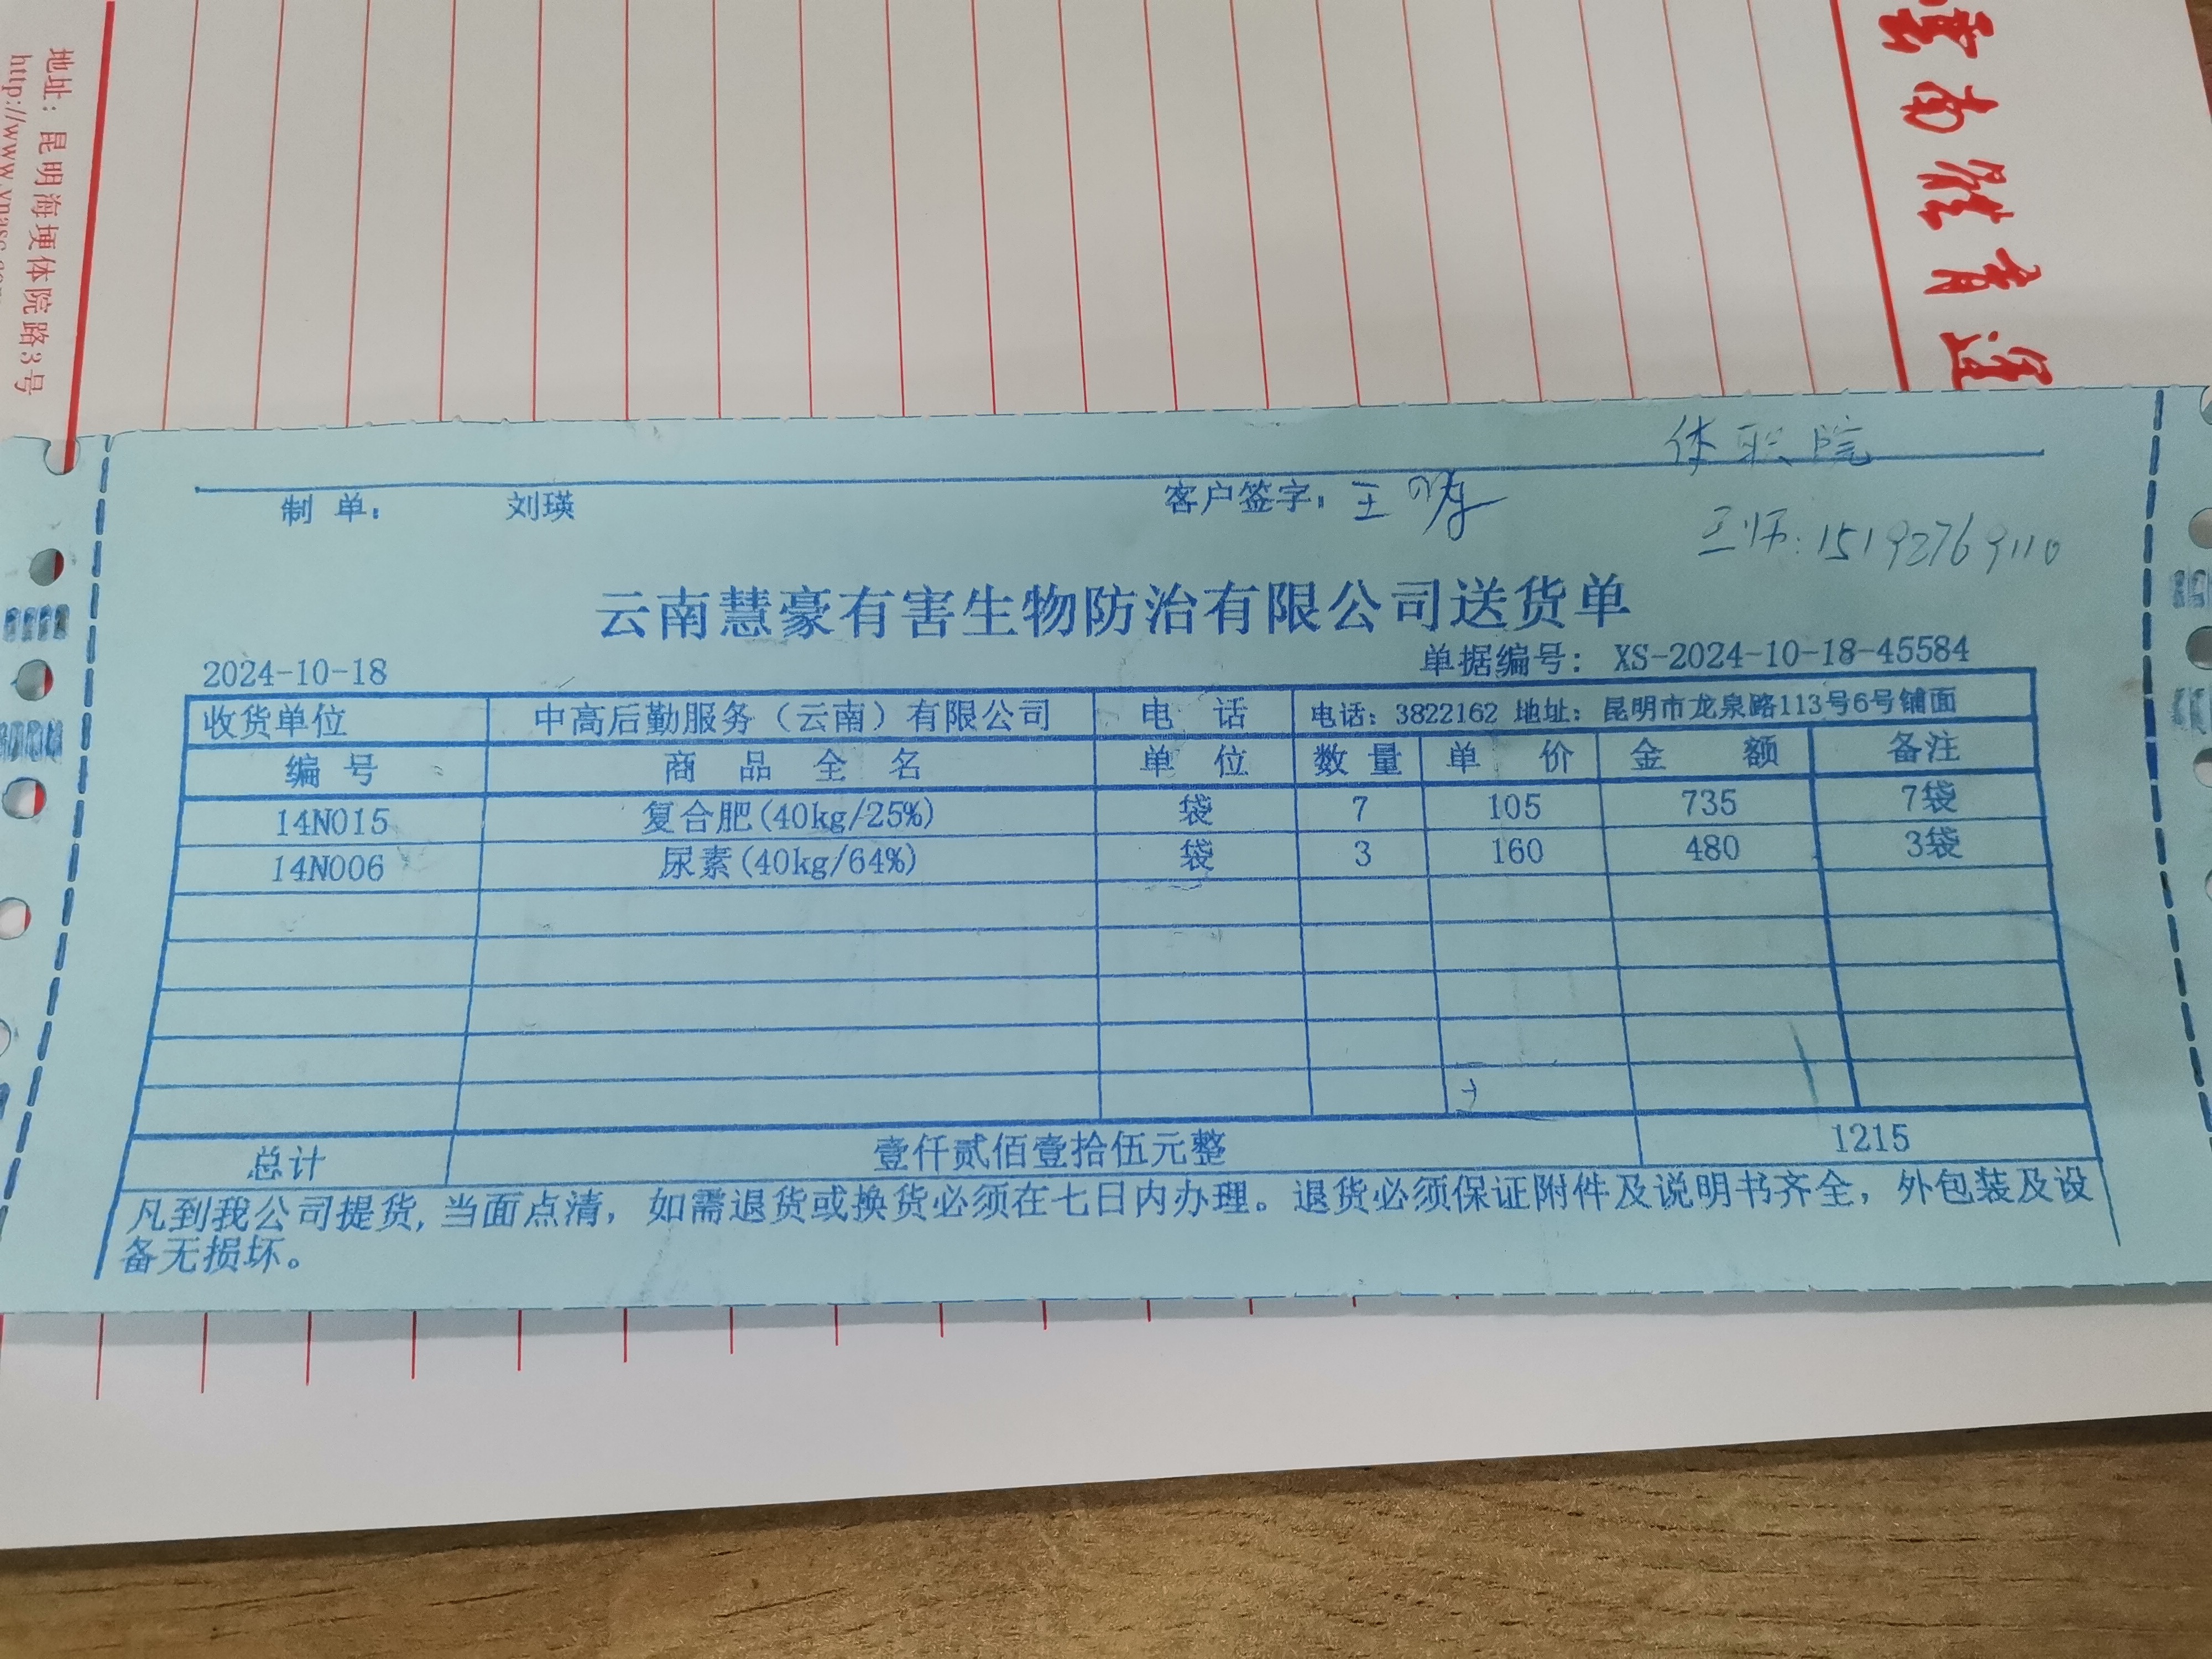 云南体育运
地址：昆明海埂体院路3号
体职院
制 单： 刘瑛 客户签字：王
王师：15192769110
云南慧豪有害生物防治有限公司送货单
2024-10-18 单据编号： XS-2024-10-18-45584
收货单位 中高后勤服务（云南）有限公司 电 话 电话：3822162 地址：昆明市龙泉路113号6号铺面
编 号 商 品 全 名 单 位 数 量 单 价 金 额 备注
14N015 复合肥(40kg/25%) 袋 7 105 735 7袋
14N006 尿素(40kg/64%) 袋 3 160 480 3袋
总计 壹仟贰佰壹拾伍元整 1215
凡到我公司提货,当面点清，如需退货或换货必须在七日内办理。退货必须保证附件及说明书齐全，外包装及设
备无损坏。